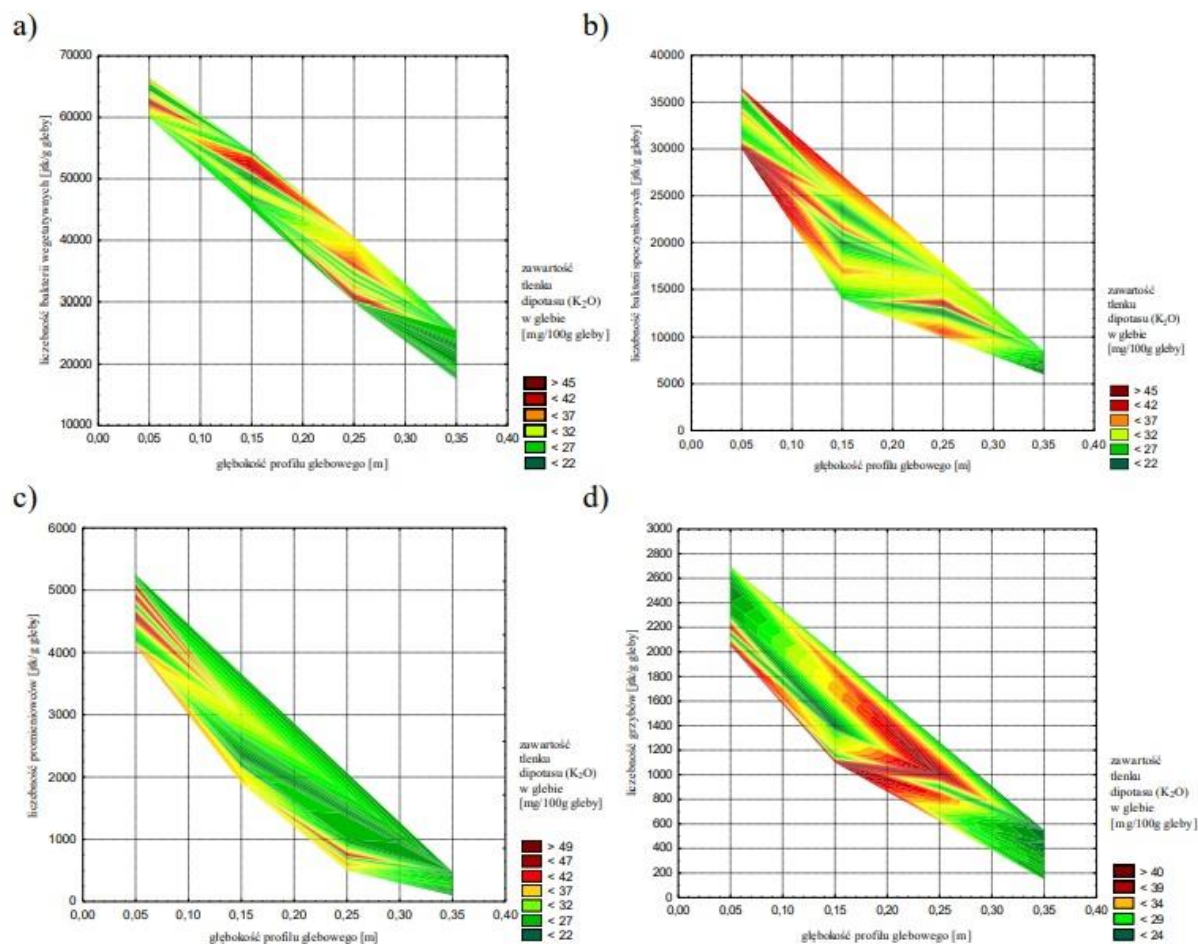 a)
70000
60000
50000
40000
30000
20000
10000
liczebność bakterii wegetatywnych [jtk/g gleby]
0,00 0,05 0,10 0,15 0,20 0,25 0,30 0,35 0,40
głębokość profilu glebowego [m]
zawartość
tlenku
dipotasu (K₂O)
w glebie
[mg/100g gleby]
> 45
< 42
< 37
< 32
< 27
< 22
b)
40000
35000
30000
25000
20000
15000
10000
5000
0
liczebność bakterii spoczynkowych [jtk/g gleby]
0,00 0,05 0,10 0,15 0,20 0,25 0,30 0,35 0,40
głębokość profilu glebowego [m]
zawartość
tlenku
dipotasu (K₂O)
w glebie
[mg/100g gleby]
> 45
< 42
< 37
< 32
< 27
< 22
c)
6000
5000
4000
3000
2000
1000
0
liczebność promieniowców [jtk/g gleby]
0,00 0,05 0,10 0,15 0,20 0,25 0,30 0,35 0,40
głębokość profilu glebowego [m]
zawartość
tlenku
dipotasu (K₂O)
w glebie
[mg/100g gleby]
> 49
< 47
< 42
< 37
< 32
< 27
< 22
d)
3000
2800
2600
2400
2200
2000
1800
1600
1400
1200
1000
800
600
400
200
0
liczebność grzybów [jtk/g gleby]
0,00 0,05 0,10 0,15 0,20 0,25 0,30 0,35 0,40
głębokość profilu glebowego [m]
zawartość
tlenku
dipotasu (K₂O)
w glebie
[mg/100g gleby]
> 40
< 39
< 34
< 29
< 24